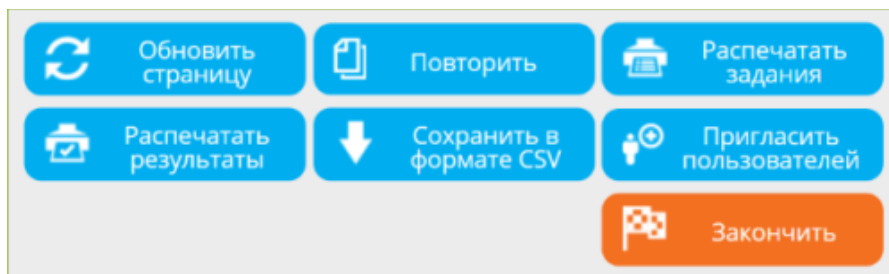 Обновить
страницу
Повторить
Распечатать
задания
Распечатать
результаты
Сохранить в
формате CSV
Пригласить
пользователей
Закончить